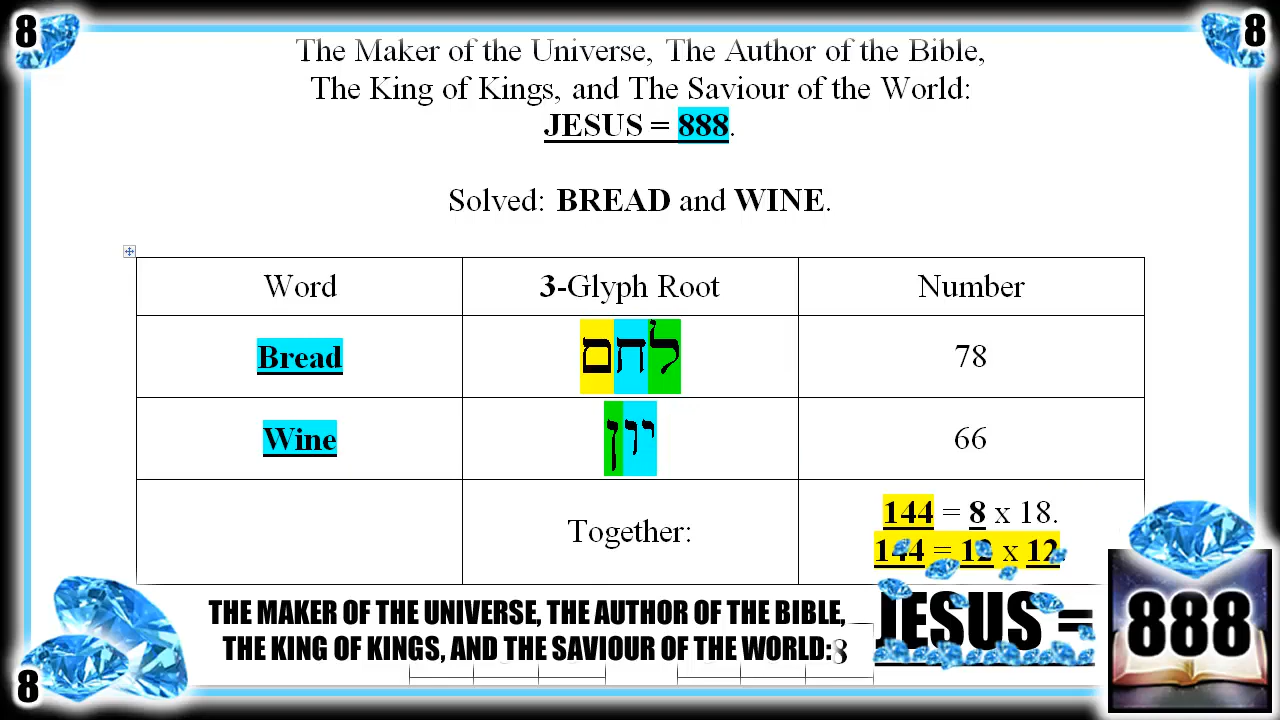 8
8
The Maker of the Universe, The Author of the Bible,
The King of Kings, and The Saviour of the World:
JESUS = 888.
Solved: BREAD and WINE.
Word 3-Glyph Root Number
Bread לחם 78
Wine יון 66
Together:
144 = 8 x 18.
144 = 12 x 12.
THE MAKER OF THE UNIVERSE, THE AUTHOR OF THE BIBLE,
THE KING OF KINGS, AND THE SAVIOUR OF THE WORLD:
8
JESUS = 888
8